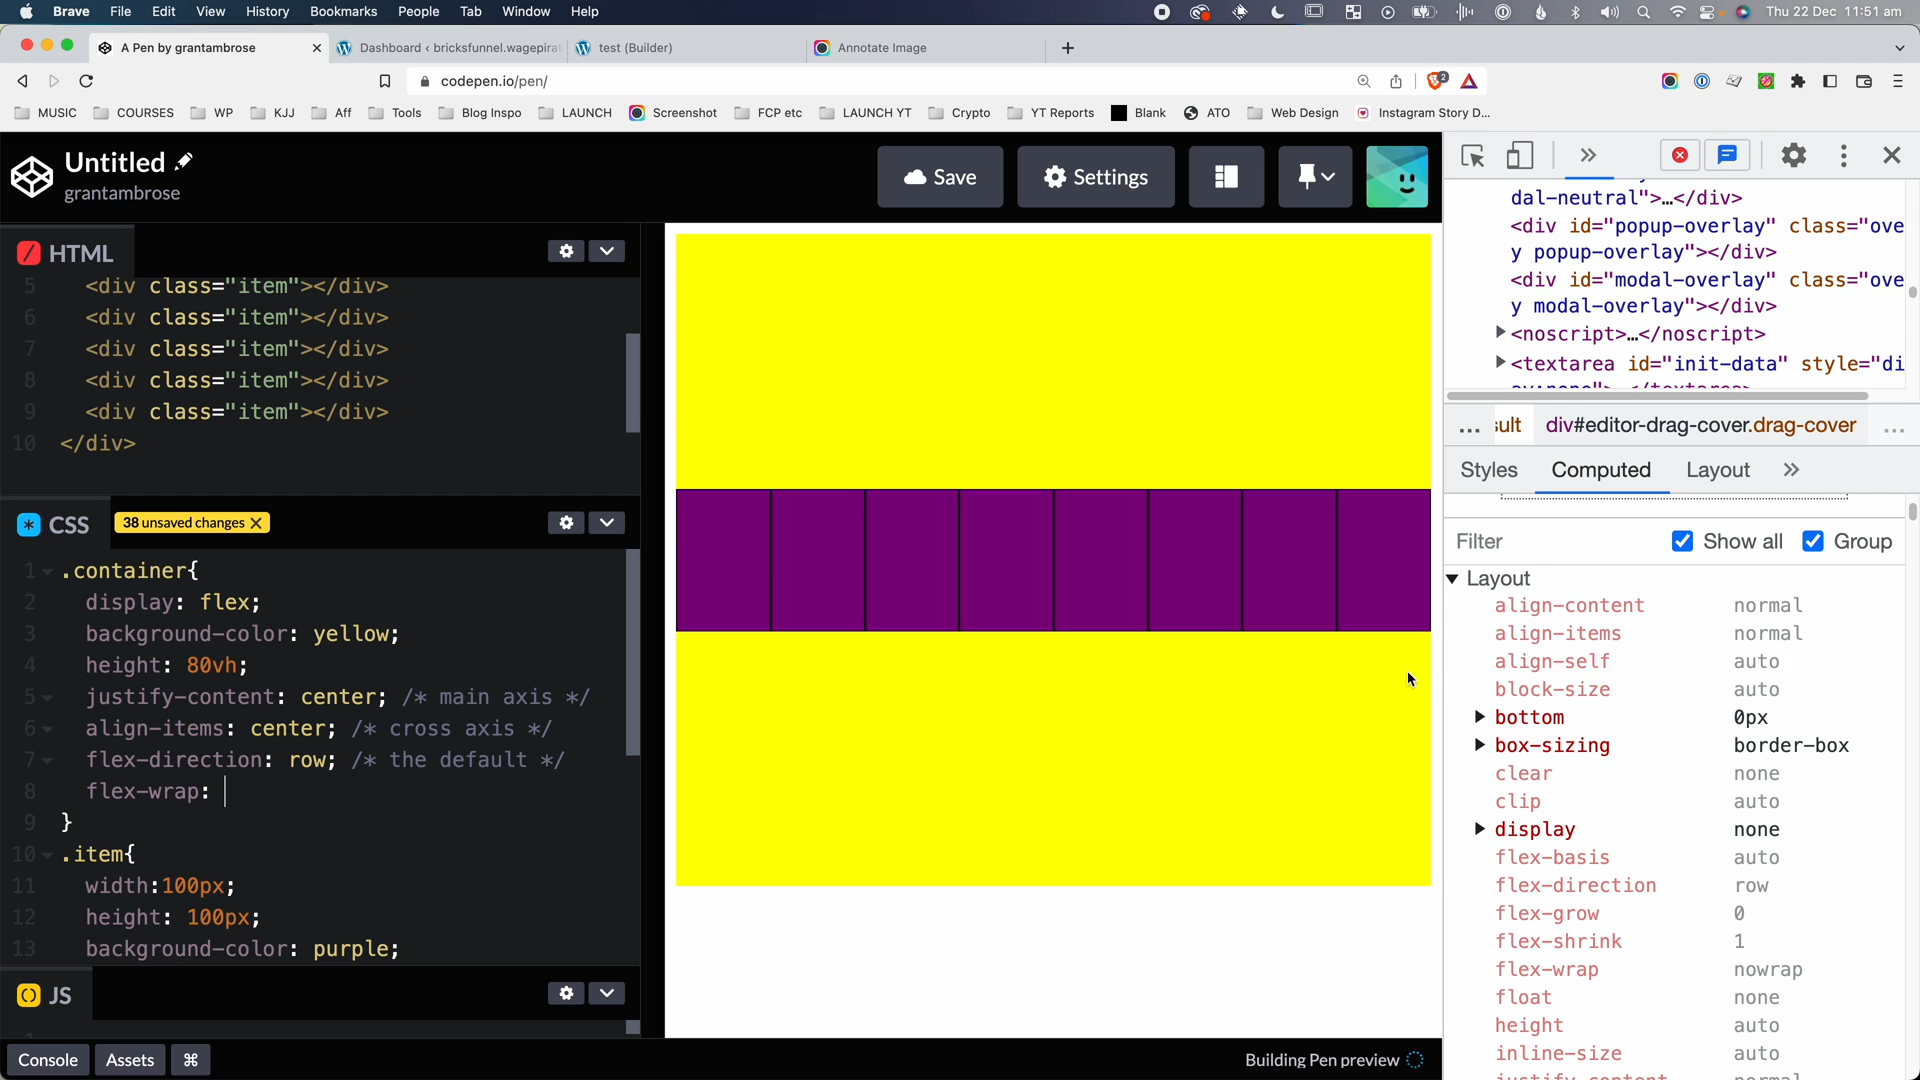 Brave File Edit View History Bookmarks People Tab Window Help Thu 22 Dec 11:51 am
A Pen by grantambrose Dashboard ‹ bricksfunnel.wagepirat test (Builder) Annotate Image
codepen.io/pen/ 2
MUSIC COURSES WP KJJ Aff Tools Blog Inspo LAUNCH Screenshot FCP etc LAUNCH YT Crypto YT Reports Blank ATO Web Design Instagram Story D...
Untitled
grantambrose
Save Settings
HTML
5 <div class="item"></div>
6 <div class="item"></div>
7 <div class="item"></div>
8 <div class="item"></div>
9 <div class="item"></div>
10 </div>
CSS 38 unsaved changes
1 .container{
2 display: flex;
3 background-color: yellow;
4 height: 80vh;
5 justify-content: center; /* main axis */
6 align-items: center; /* cross axis */
7 flex-direction: row; /* the default */
8 flex-wrap:
9 }
10 .item{
11 width:100px;
12 height: 100px;
13 background-color: purple;
JS
Console Assets ⌘ Building Pen preview
dal-neutral">…</div>
<div id="popup-overlay" class="ove
y popup-overlay"></div>
<div id="modal-overlay" class="ove
y modal-overlay"></div>
<noscript>…</noscript>
<textarea id="init-data" style="di
... sult div#editor-drag-cover.drag-cover ...
Styles Computed Layout
Filter Show all Group
Layout
align-content normal
align-items normal
align-self auto
block-size auto
bottom 0px
box-sizing border-box
clear none
clip auto
display none
flex-basis auto
flex-direction row
flex-grow 0
flex-shrink 1
flex-wrap nowrap
float none
height auto
inline-size auto